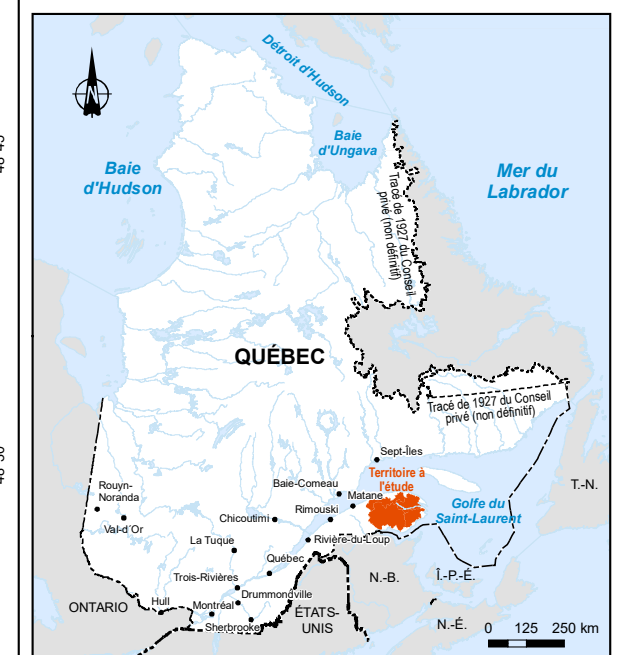 Détroit d'Hudson
N
Baie
d'Ungava
Baie
d'Hudson
Mer du
Labrador
Tracé de 1927 du Conseil
privé (non définitif)
QUÉBEC
Tracé de 1927 du Conseil
privé (non définitif)
Sept-Îles
Territoire à
l'étude
Baie-Comeau
Matane
Rouyn-
Noranda
T.-N.
Rimouski
Golfe du
Saint-Laurent
Chicoutimi
Val-d´Or
La Tuque
Rivière-du-Loup
Québec
Trois-Rivières
N.-B.
Î.-P.-É.
Drummondville
Hull
Montréal
ONTARIO
ÉTATS-
UNIS
Sherbrooke
N.-É.
0 125 250 km